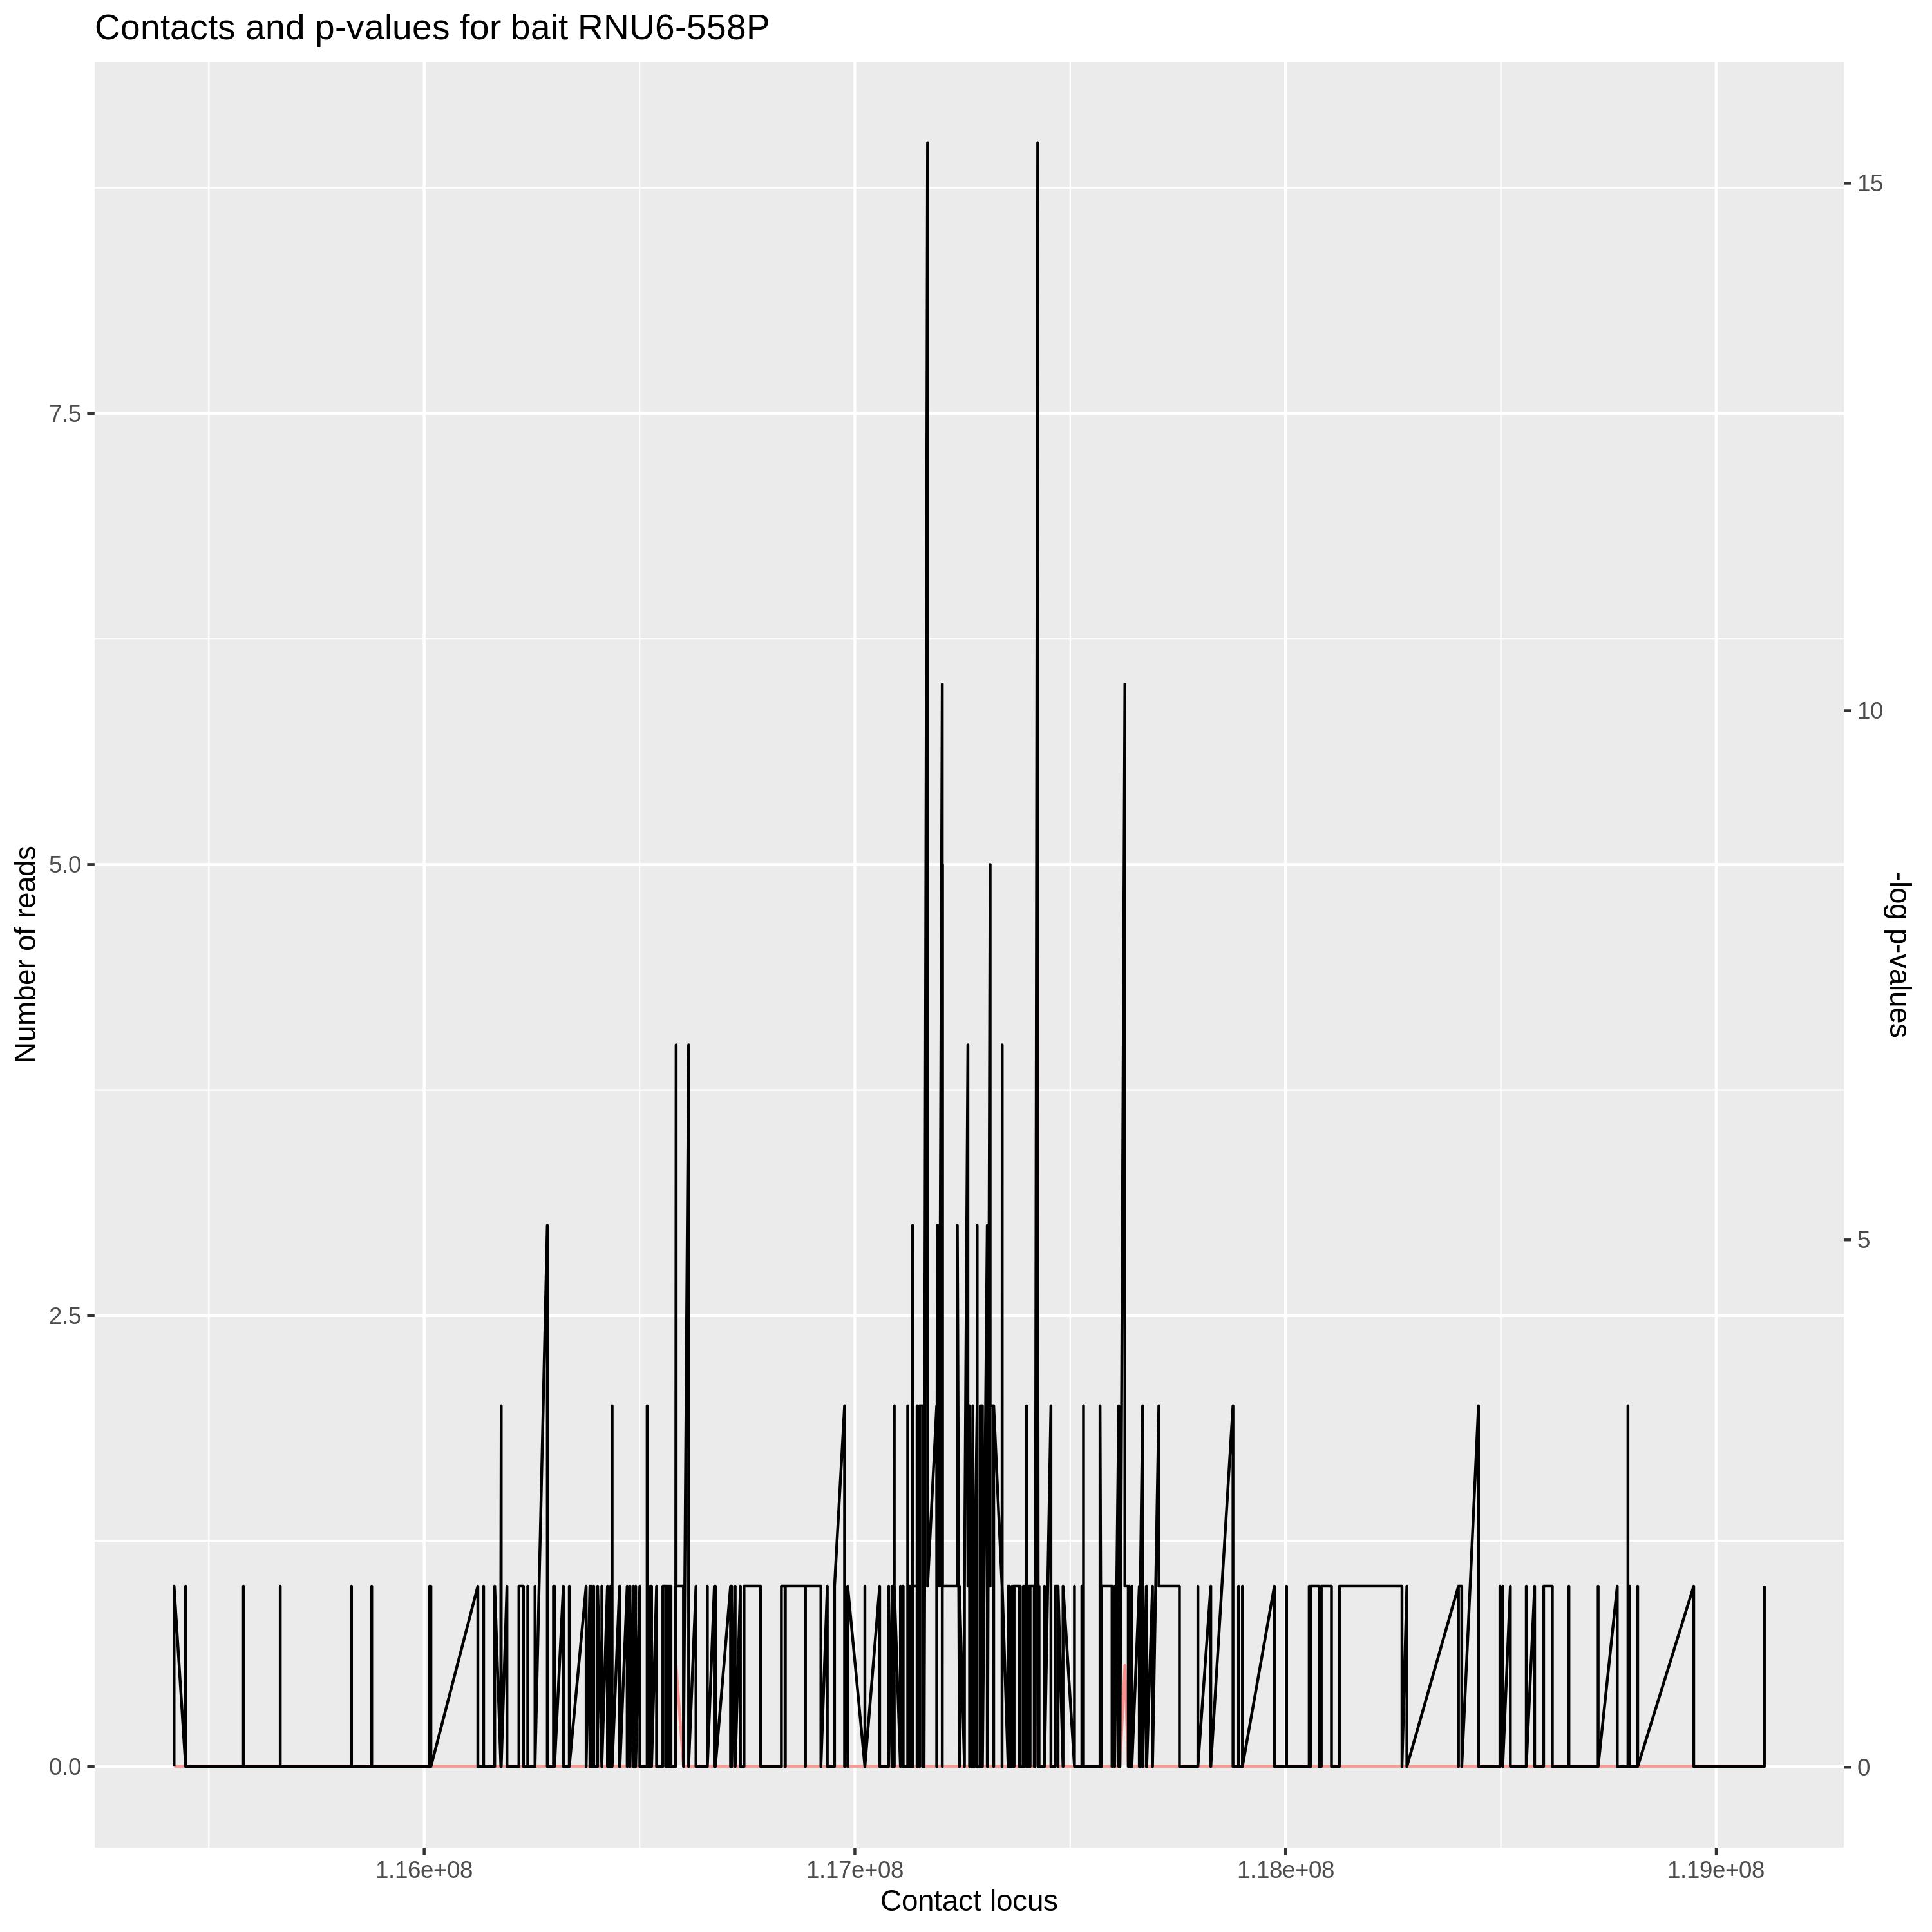 Contacts and p-values for bait RNU6-558P
15
7.5
10
5.0
Number of reads
-log p-values
5
2.5
0.0
0
1.16e+08
1.17e+08
1.18e+08
1.19e+08
Contact locus